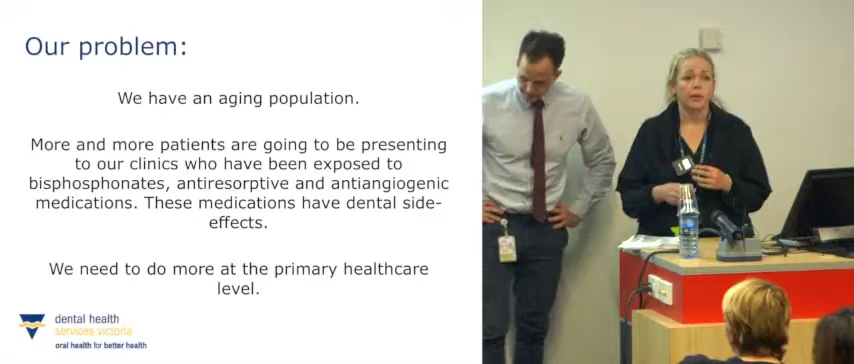 Our problem:
We have an aging population.
More and more patients are going to be presenting
to our clinics who have been exposed to
bisphosphonates, antiresorptive and antiangiogenic
medications. These medications have dental side-
effects.
We need to do more at the primary healthcare
level.
dental health
services victoria
oral health for better health